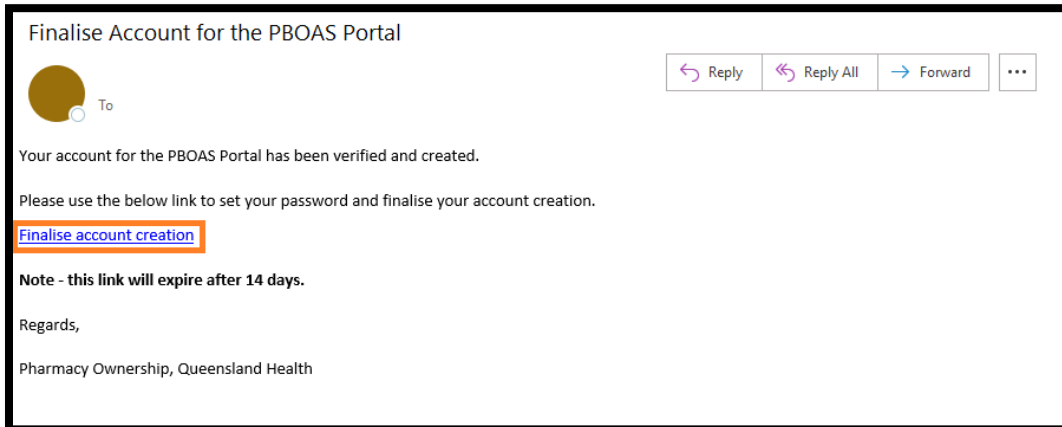 Finalise Account for the PBOAS Portal
Reply
Reply All
Forward
To
Your account for the PBOAS Portal has been verified and created.
Please use the below link to set your password and finalise your account creation.
Finalise account creation
Note - this link will expire after 14 days.
Regards,
Pharmacy Ownership, Queensland Health